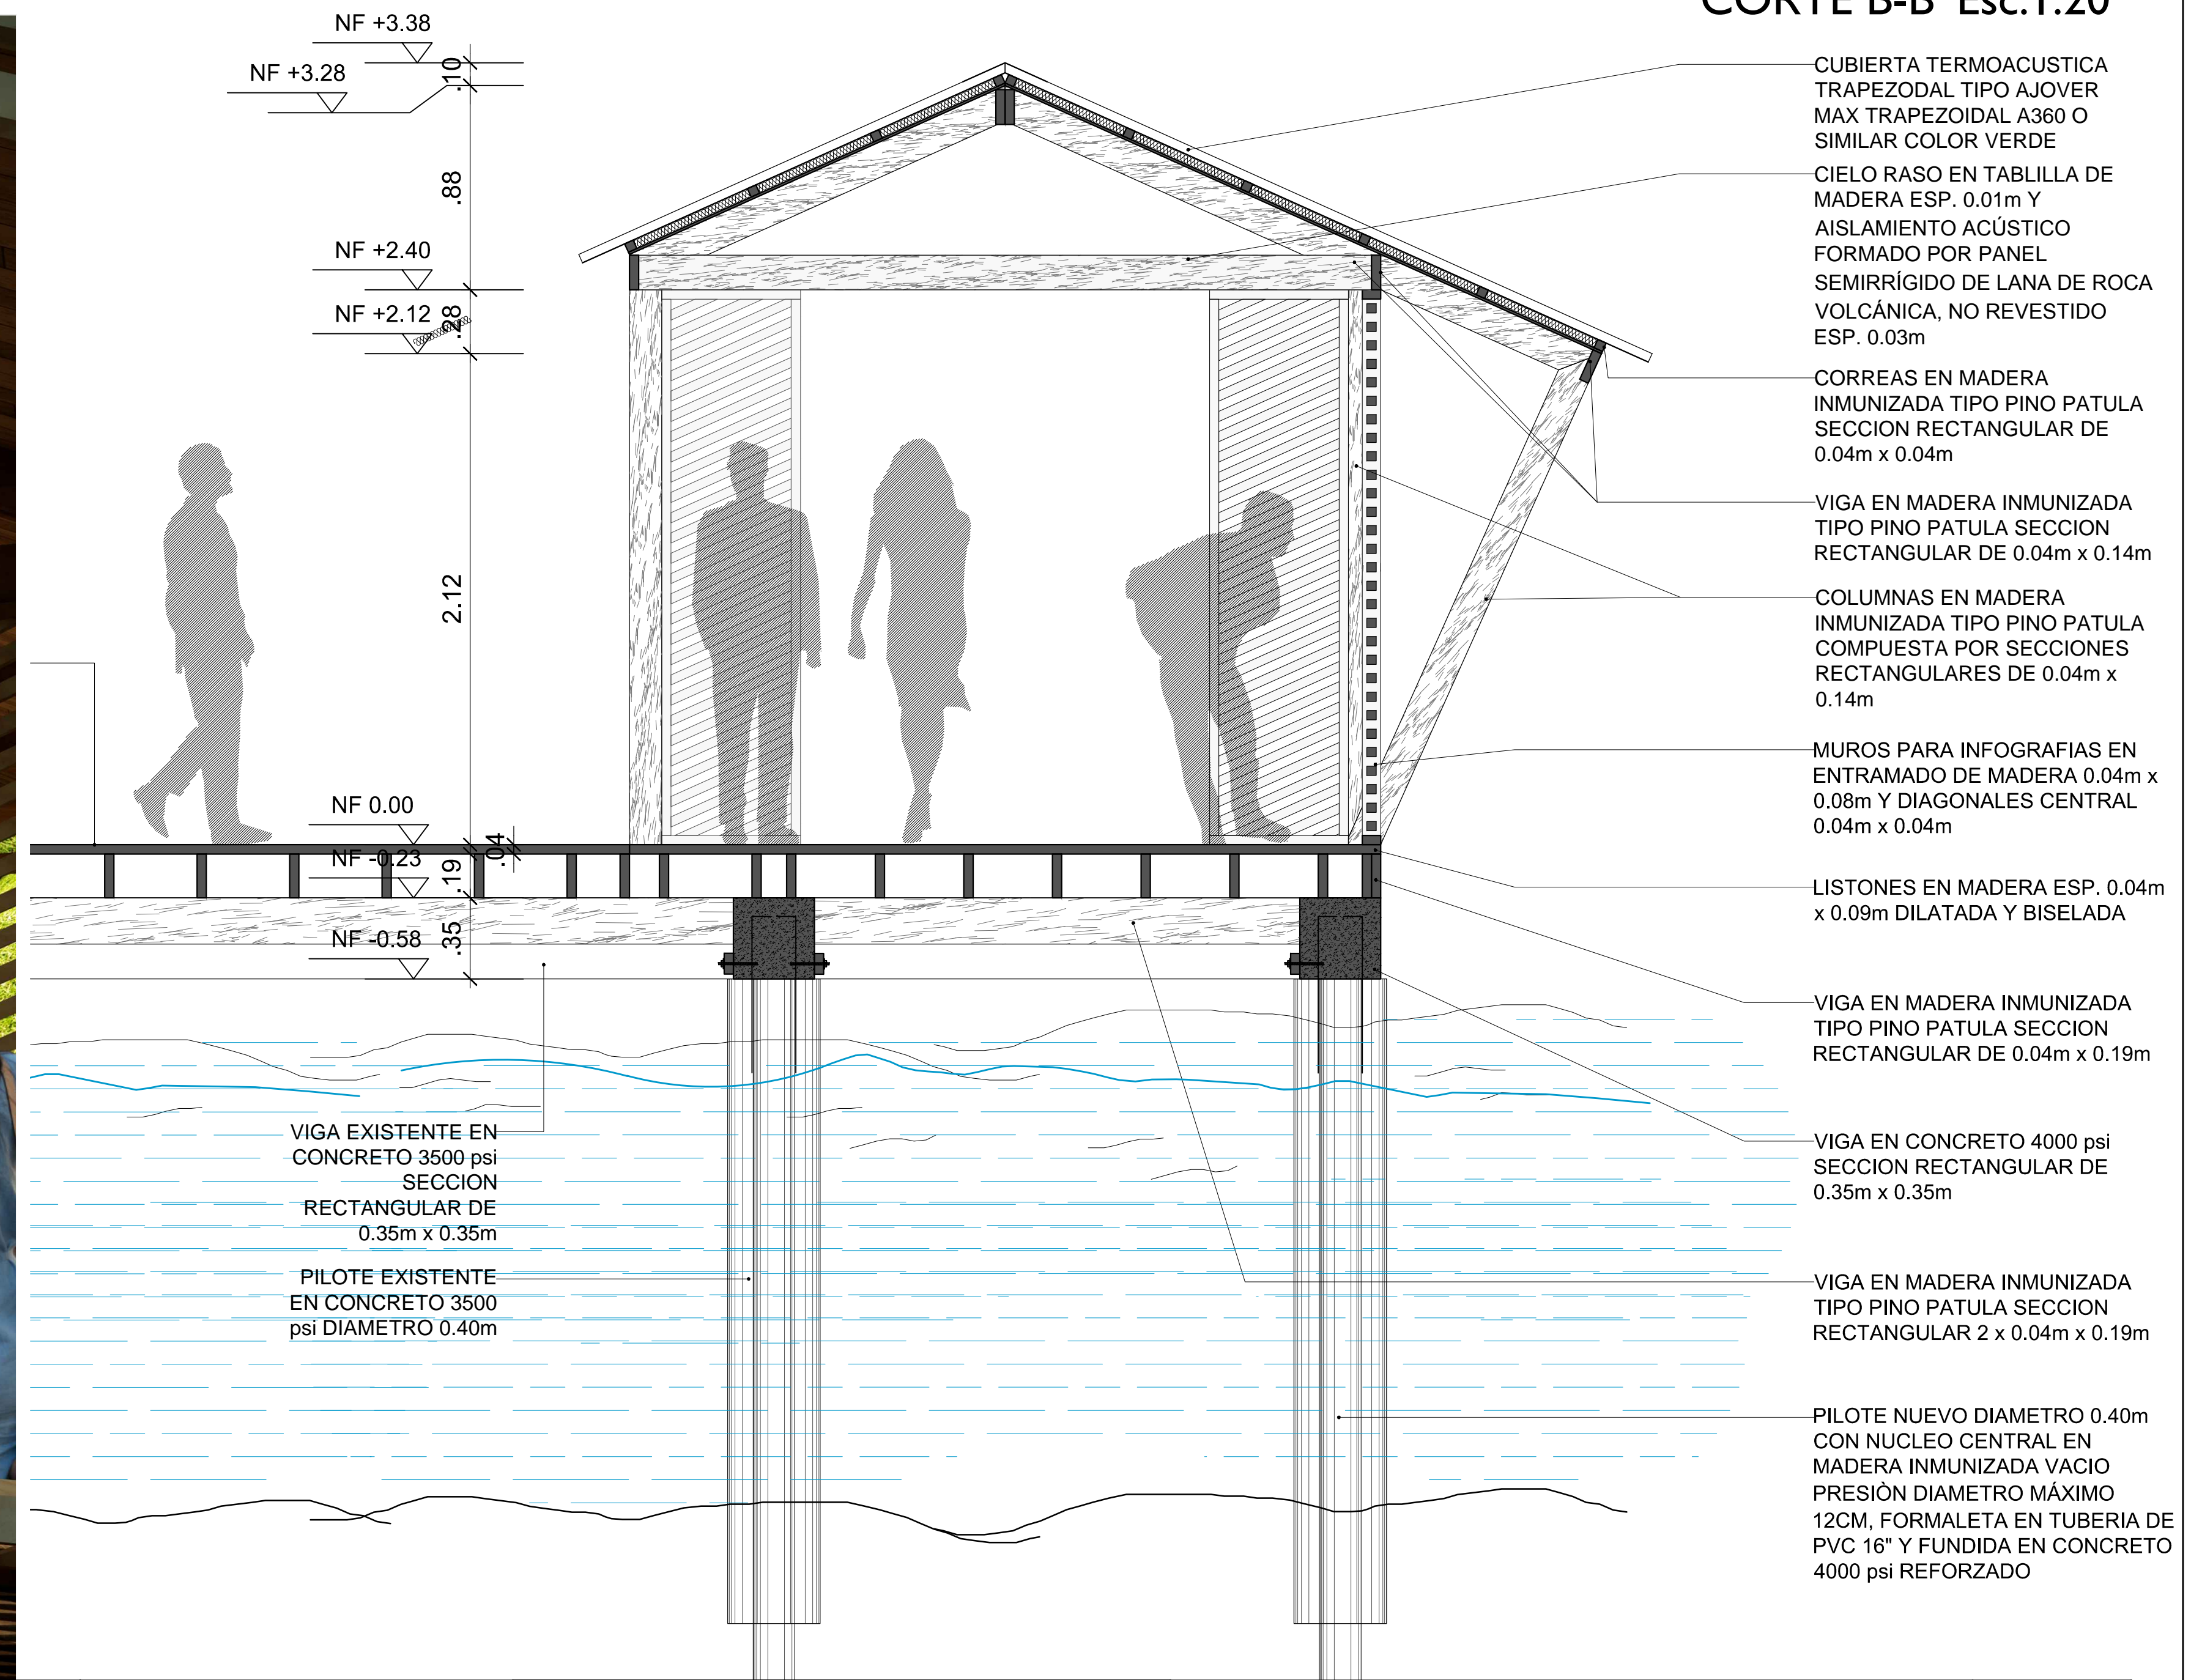 CORTE B-B Esc.1:20
NF +3.38
NF +3.28
.10
.88
NF +2.40
NF +2.12
.28
2.12
NF 0.00
.04
NF -0.23
.19
NF -0.58
.35
VIGA EXISTENTE EN
CONCRETO 3500 psi
SECCION
RECTANGULAR DE
0.35m x 0.35m
PILOTE EXISTENTE
EN CONCRETO 3500
psi DIAMETRO 0.40m
CUBIERTA TERMOACUSTICA
TRAPEZODAL TIPO AJOVER
MAX TRAPEZOIDAL A360 O
SIMILAR COLOR VERDE
CIELO RASO EN TABLILLA DE
MADERA ESP. 0.01m Y
AISLAMIENTO ACÚSTICO
FORMADO POR PANEL
SEMIRRÍGIDO DE LANA DE ROCA
VOLCÁNICA, NO REVESTIDO
ESP. 0.03m
CORREAS EN MADERA
INMUNIZADA TIPO PINO PATULA
SECCION RECTANGULAR DE
0.04m x 0.04m
VIGA EN MADERA INMUNIZADA
TIPO PINO PATULA SECCION
RECTANGULAR DE 0.04m x 0.14m
COLUMNAS EN MADERA
INMUNIZADA TIPO PINO PATULA
COMPUESTA POR SECCIONES
RECTANGULARES DE 0.04m x
0.14m
MUROS PARA INFOGRAFIAS EN
ENTRAMADO DE MADERA 0.04m x
0.08m Y DIAGONALES CENTRAL
0.04m x 0.04m
LISTONES EN MADERA ESP. 0.04m
x 0.09m DILATADA Y BISELADA
VIGA EN MADERA INMUNIZADA
TIPO PINO PATULA SECCION
RECTANGULAR DE 0.04m x 0.19m
VIGA EN CONCRETO 4000 psi
SECCION RECTANGULAR DE
0.35m x 0.35m
VIGA EN MADERA INMUNIZADA
TIPO PINO PATULA SECCION
RECTANGULAR 2 x 0.04m x 0.19m
PILOTE NUEVO DIAMETRO 0.40m
CON NUCLEO CENTRAL EN
MADERA INMUNIZADA VACIO
PRESIÒN DIAMETRO MÁXIMO
12CM, FORMALETA EN TUBERIA DE
PVC 16" Y FUNDIDA EN CONCRETO
4000 psi REFORZADO